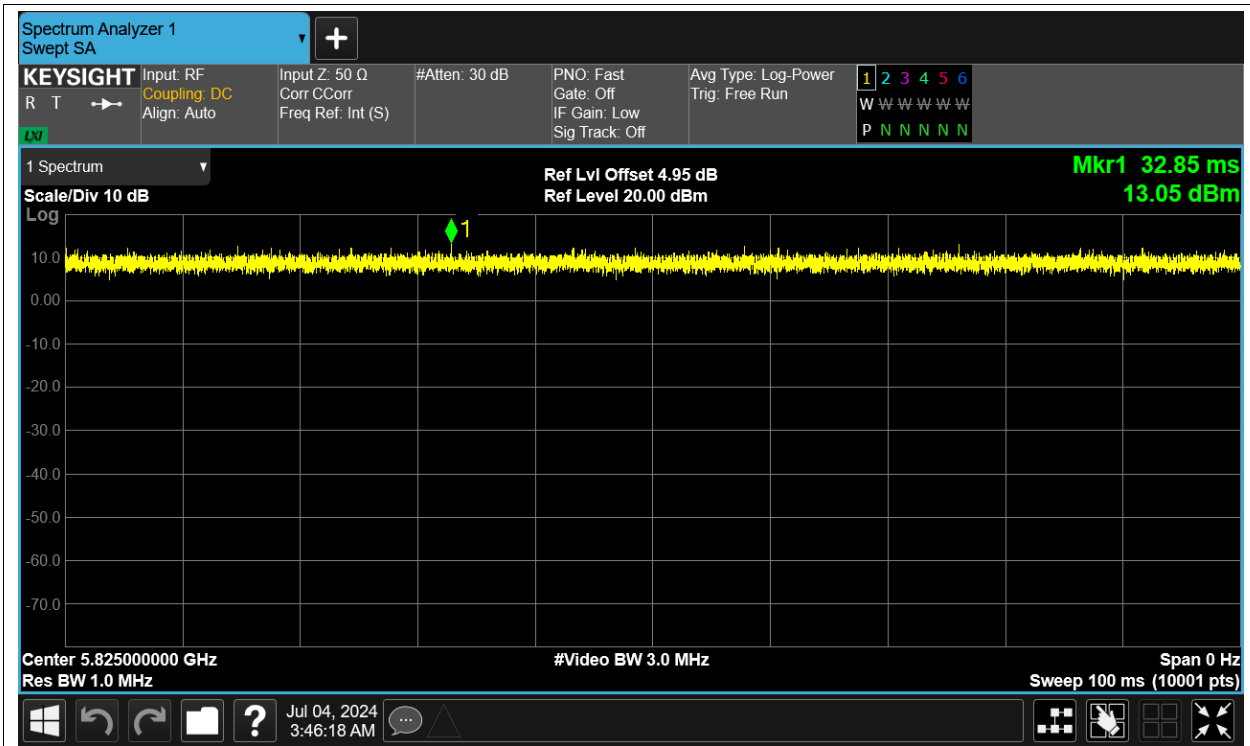 Spectrum Analyzer 1
Swept SA
+
KEYSIGHT
R T
LXI
Input: RF
Coupling: DC
Align: Auto
Input Z: 50 Ω
Corr CCorr
Freq Ref: Int (S)
#Atten: 30 dB
PNO: Fast
Gate: Off
IF Gain: Low
Sig Track: Off
Avg Type: Log-Power
Trig: Free Run
1 2 3 4 5 6
W W W W W W
P N N N N N
1 Spectrum
Scale/Div 10 dB
Log
Ref Lvl Offset 4.95 dB
Ref Level 20.00 dBm
Mkr1 32.85 ms
13.05 dBm
1
10.0
0.00
-10.0
-20.0
-30.0
-40.0
-50.0
-60.0
-70.0
Center 5.825000000 GHz
Res BW 1.0 MHz
#Video BW 3.0 MHz
Span 0 Hz
Sweep 100 ms (10001 pts)
?
Jul 04, 2024
3:46:18 AM